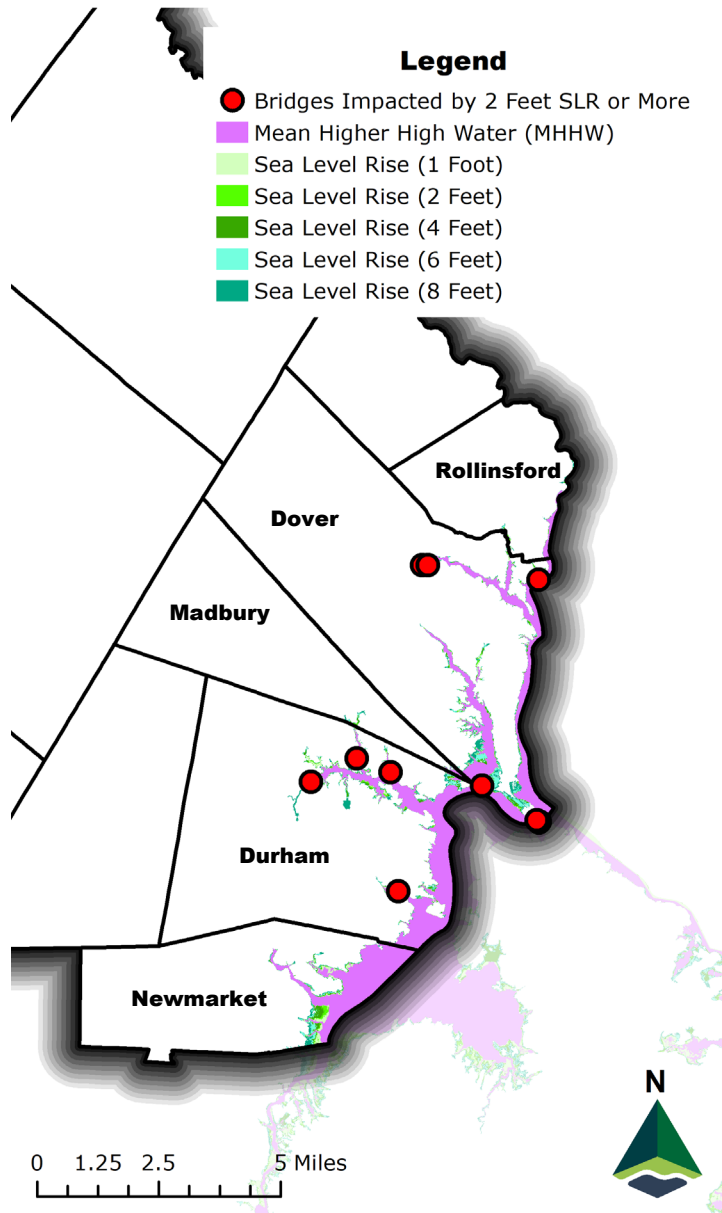 Legend
Bridges Impacted by 2 Feet SLR or More
Mean Higher High Water (MHHW)
Sea Level Rise (1 Foot)
Sea Level Rise (2 Feet)
Sea Level Rise (4 Feet)
Sea Level Rise (6 Feet)
Sea Level Rise (8 Feet)
Rollinsford
Dover
Madbury
Durham
Newmarket
N
0 1.25 2.5 5 Miles